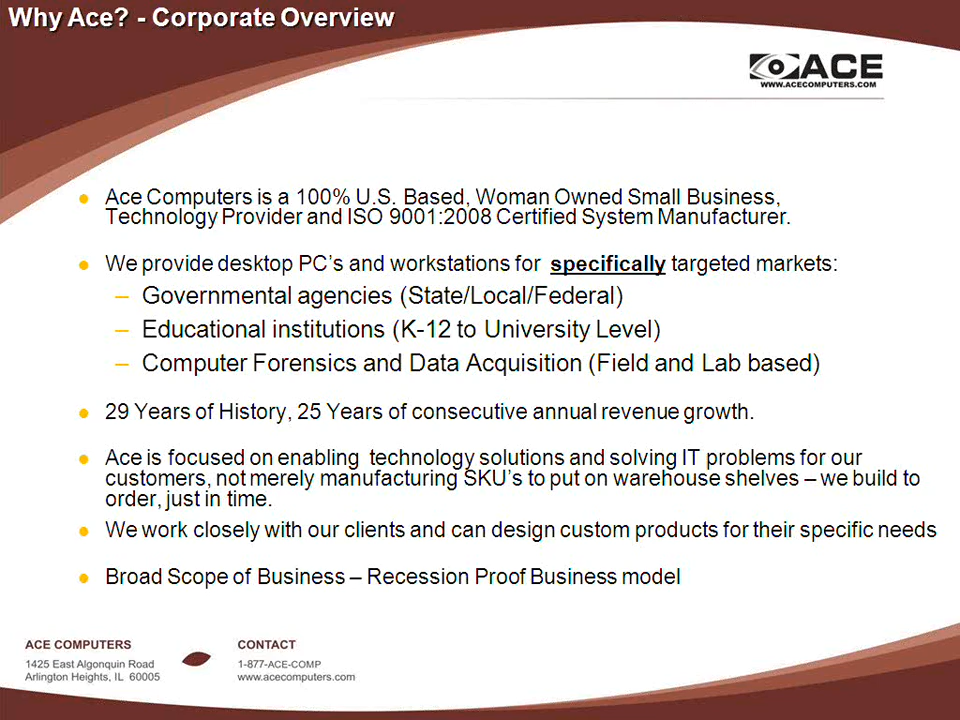 Why Ace? - Corporate Overview
ACE
WWW.ACECOMPUTERS.COM
● Ace Computers is a 100% U.S. Based, Woman Owned Small Business,
Technology Provider and ISO 9001:2008 Certified System Manufacturer.
● We provide desktop PC’s and workstations for specifically targeted markets:
– Governmental agencies (State/Local/Federal)
– Educational institutions (K-12 to University Level)
– Computer Forensics and Data Acquisition (Field and Lab based)
● 29 Years of History, 25 Years of consecutive annual revenue growth.
● Ace is focused on enabling technology solutions and solving IT problems for our
customers, not merely manufacturing SKU’s to put on warehouse shelves – we build to
order, just in time.
● We work closely with our clients and can design custom products for their specific needs
● Broad Scope of Business – Recession Proof Business model
ACE COMPUTERS
1425 East Algonquin Road
Arlington Heights, IL 60005
CONTACT
1-877-ACE-COMP
www.acecomputers.com